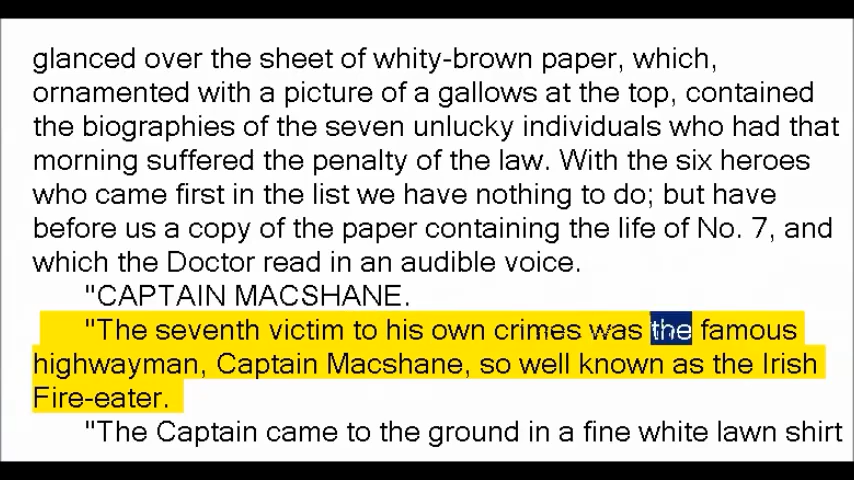 glanced over the sheet of whity-brown paper, which,
ornamented with a picture of a gallows at the top, contained
the biographies of the seven unlucky individuals who had that
morning suffered the penalty of the law. With the six heroes
who came first in the list we have nothing to do; but have
before us a copy of the paper containing the life of No. 7, and
which the Doctor read in an audible voice.
"CAPTAIN MACSHANE.
"The seventh victim to his own crimes was the famous
highwayman, Captain Macshane, so well known as the Irish
Fire-eater.
"The Captain came to the ground in a fine white lawn shirt